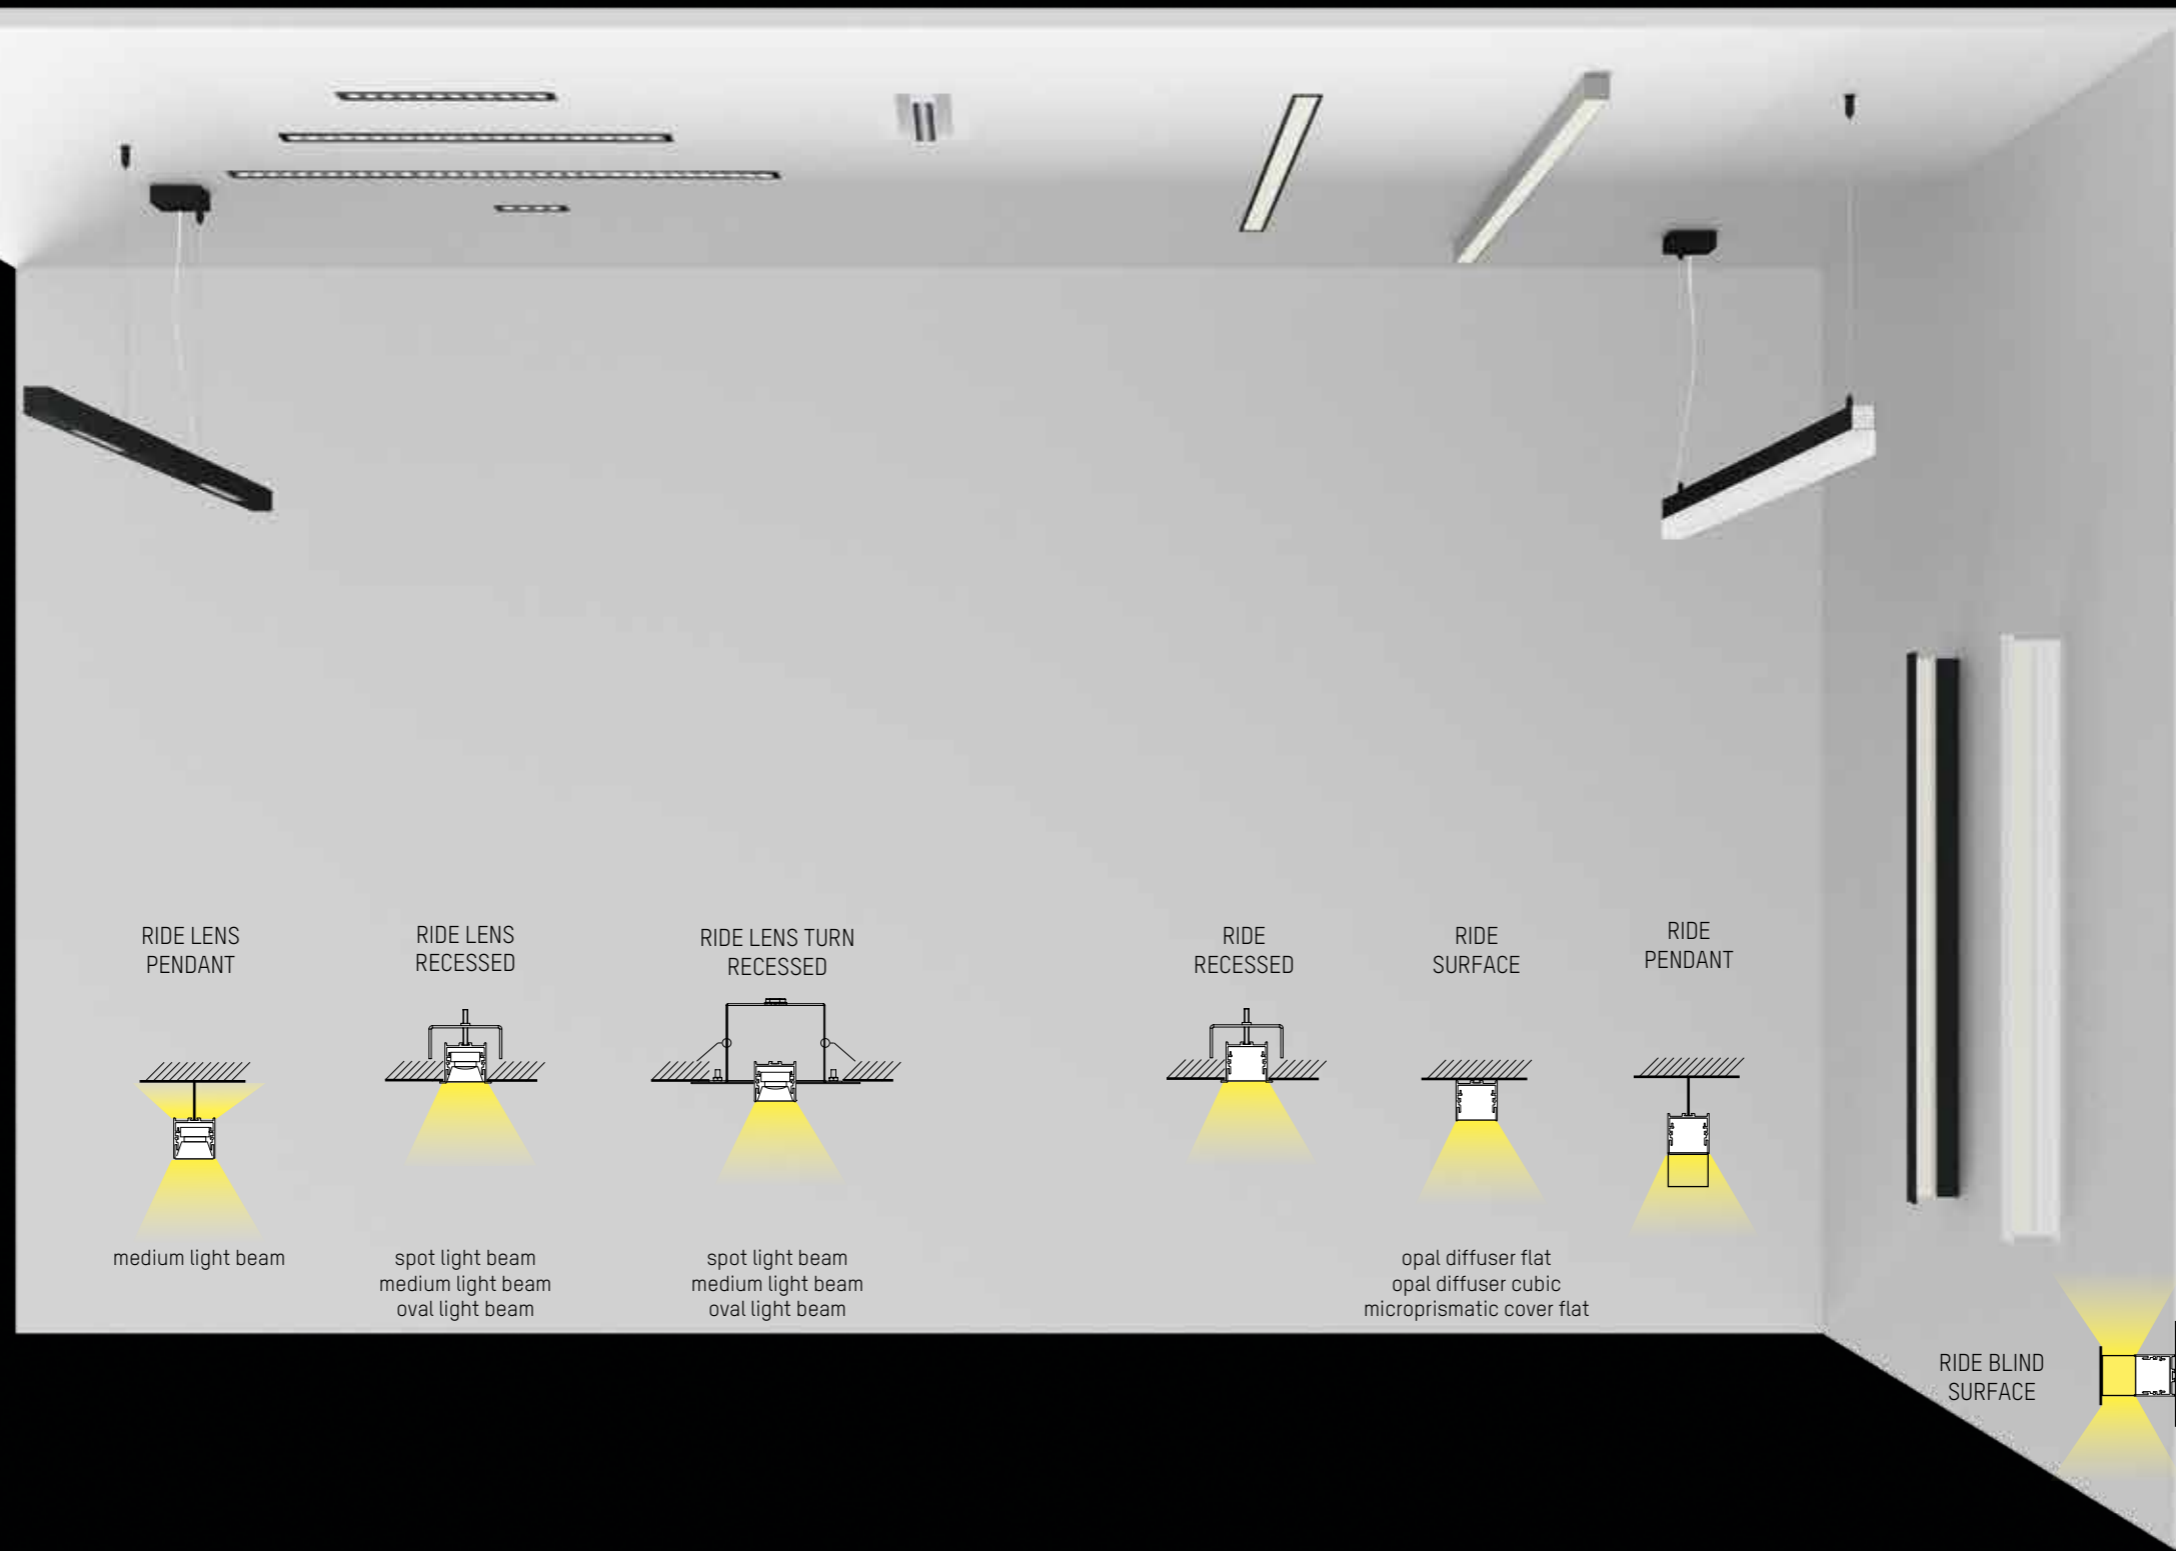 RIDE LENS
PENDANT
medium light beam
RIDE LENS
RECESSED
spot light beam
medium light beam
oval light beam
RIDE LENS TURN
RECESSED
spot light beam
medium light beam
oval light beam
RIDE
RECESSED
RIDE
SURFACE
opal diffuser flat
opal diffuser cubic
microprismatic cover flat
RIDE
PENDANT
RIDE BLIND
SURFACE